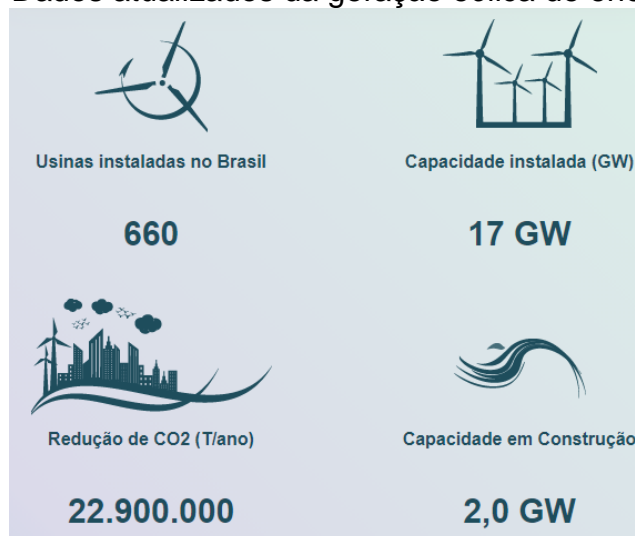 Usinas instaladas no Brasil
Capacidade instalada (GW)
660
17 GW
Redução de CO2 (T/ano)
Capacidade em Construção
22.900.000
2,0 GW